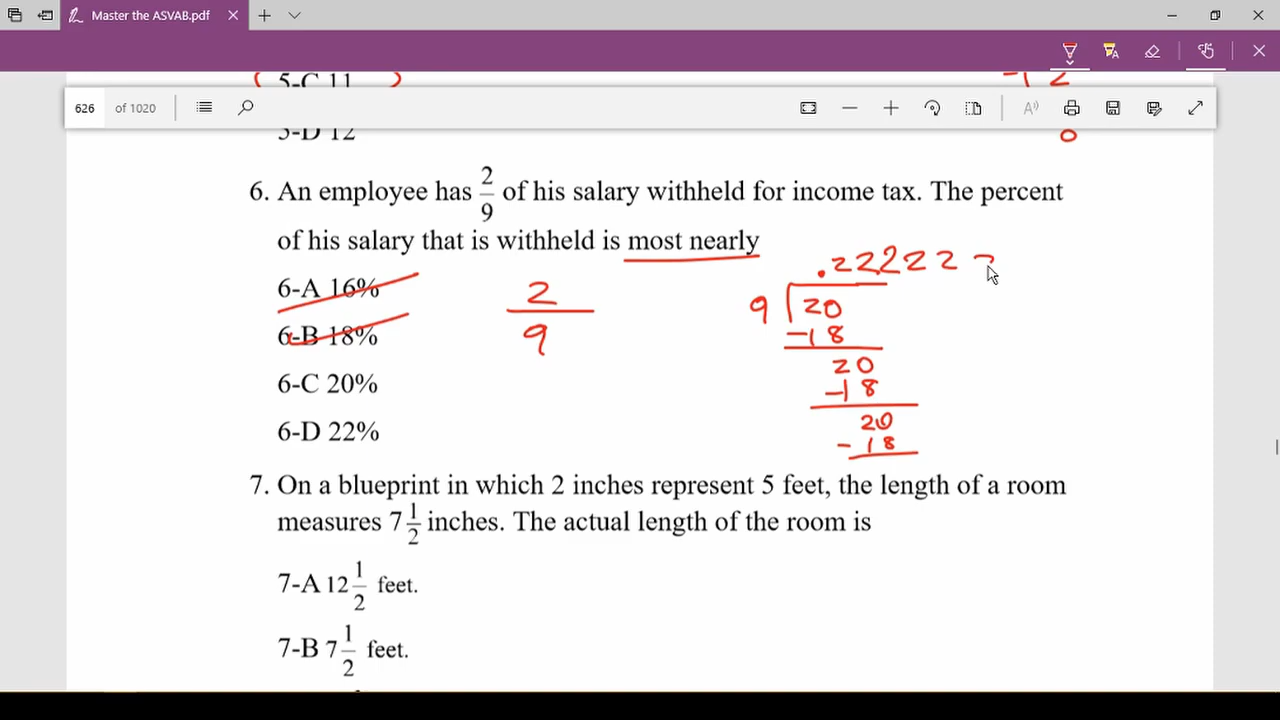 Master the ASVAB.pdf
5-C 11
-12
626 of 1020
5-D 12
0
6. An employee has 2/9 of his salary withheld for income tax. The percent
of his salary that is withheld is most nearly
.22222
6-A 16%
2/9
9 20
6-B 18%
-18
20
6-C 20%
-18
20
6-D 22%
-18
7. On a blueprint in which 2 inches represent 5 feet, the length of a room
measures 7 1/2 inches. The actual length of the room is
7-A 12 1/2 feet.
7-B 7 1/2 feet.